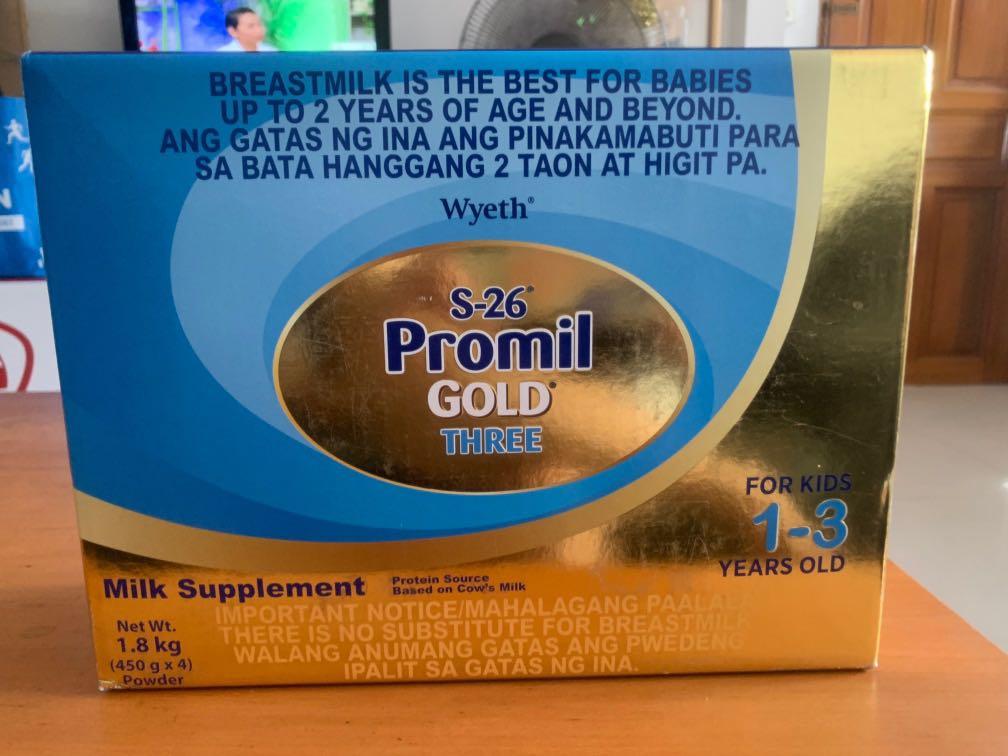 BREASTMILK IS THE BEST FOR BABIES
UP TO 2 YEARS OF AGE AND BEYOND.
ANG GATAS NG INA ANG PINAKAMABUTI PARA
SA BATA HANGGANG 2 TAON AT HIGIT PA.
Wyeth®
S-26®
Promil
GOLD®
THREE
FOR KIDS
1-3
YEARS OLD
Milk Supplement
Protein Source
Based on Cow's Milk
Net Wt.
1.8 kg
(450 g x 4)
Powder
IMPORTANT NOTICE/MAHALAGANG PAALALA
THERE IS NO SUBSTITUTE FOR BREASTMILK
WALANG ANUMANG GATAS ANG PWEDENG
IPALIT SA GATAS NG INA.